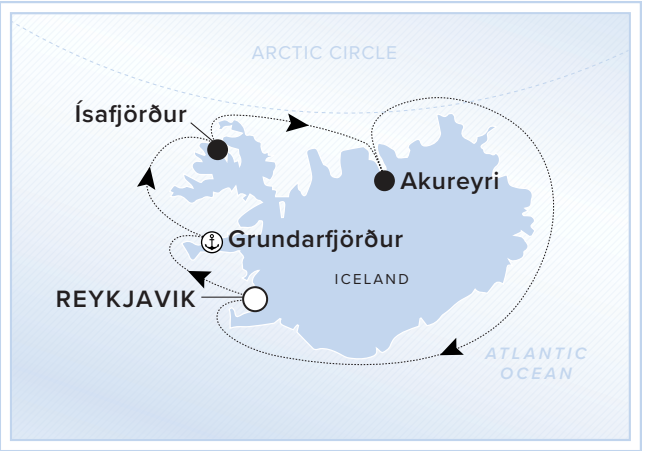 ARCTIC CIRCLE
Ísafjörður
Akureyri
Grundarfjörður
ICELAND
REYKJAVIK
ATLANTIC
OCEAN